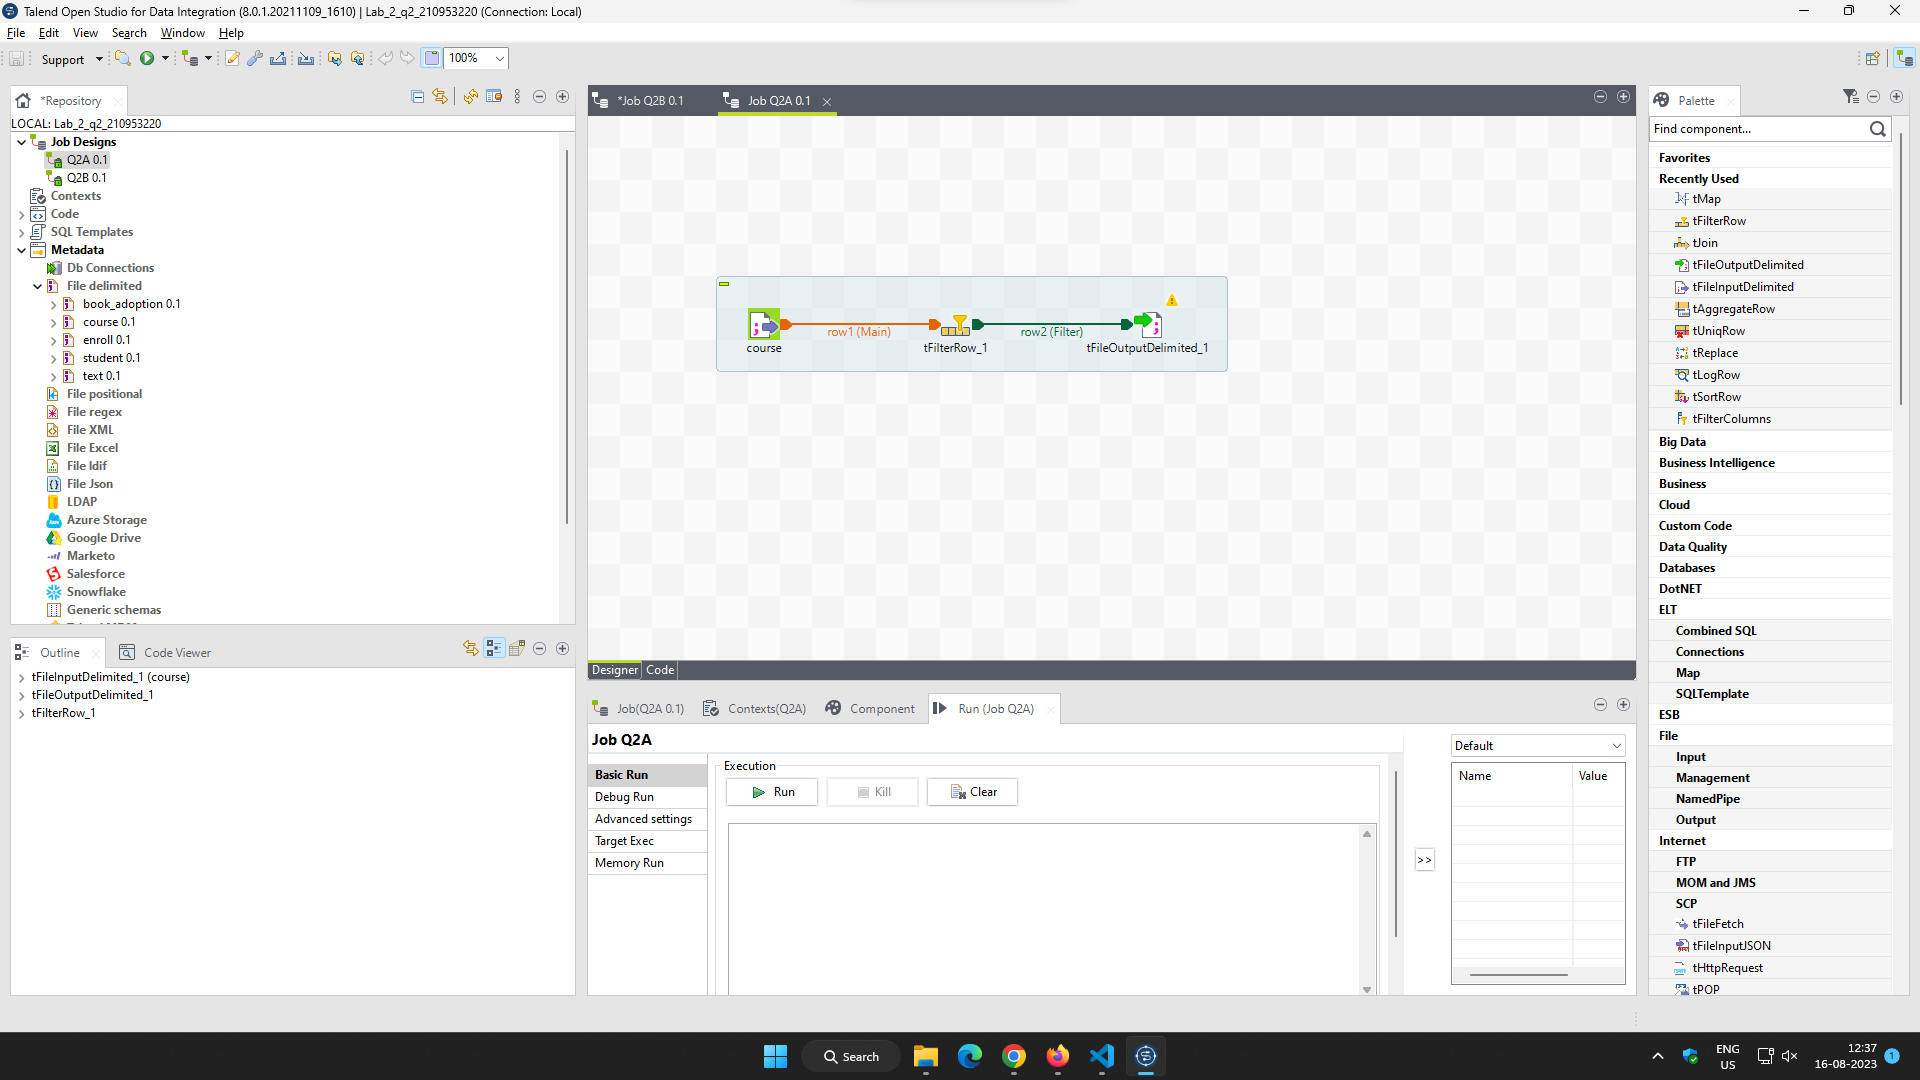 Talend Open Studio for Data Integration (8.0.1.20211109_1610) | Lab_2_q2_210953220 (Connection: Local)
File Edit View Search Window Help
Support 100%
*Repository
LOCAL: Lab_2_q2_210953220
Job Designs
Q2A 0.1
Q2B 0.1
Contexts
Code
SQL Templates
Metadata
Db Connections
File delimited
book_adoption 0.1
course 0.1
enroll 0.1
student 0.1
text 0.1
File positional
File regex
File XML
File Excel
File ldif
File Json
LDAP
Azure Storage
Google Drive
Marketo
Salesforce
Snowflake
Generic schemas
Outline Code Viewer
tFileInputDelimited_1 (course)
tFileOutputDelimited_1
tFilterRow_1
*Job Q2B 0.1 Job Q2A 0.1
row1 (Main) row2 (Filter)
course tFilterRow_1 tFileOutputDelimited_1
Designer Code
Job(Q2A 0.1) Contexts(Q2A) Component Run (Job Q2A)
Job Q2A
Basic Run
Debug Run
Advanced settings
Target Exec
Memory Run
Execution
Run Kill Clear
>>
Default
Name Value
Palette
Find component...
Favorites
Recently Used
tMap
tFilterRow
tJoin
tFileOutputDelimited
tFileInputDelimited
tAggregateRow
tUniqRow
tReplace
tLogRow
tSortRow
tFilterColumns
Big Data
Business Intelligence
Business
Cloud
Custom Code
Data Quality
Databases
DotNET
ELT
Combined SQL
Connections
Map
SQLTemplate
ESB
File
Input
Management
NamedPipe
Output
Internet
FTP
MOM and JMS
SCP
tFileFetch
tFileInputJSON
tHttpRequest
tPOP
Search
ENG
US
12:37
16-08-2023
1